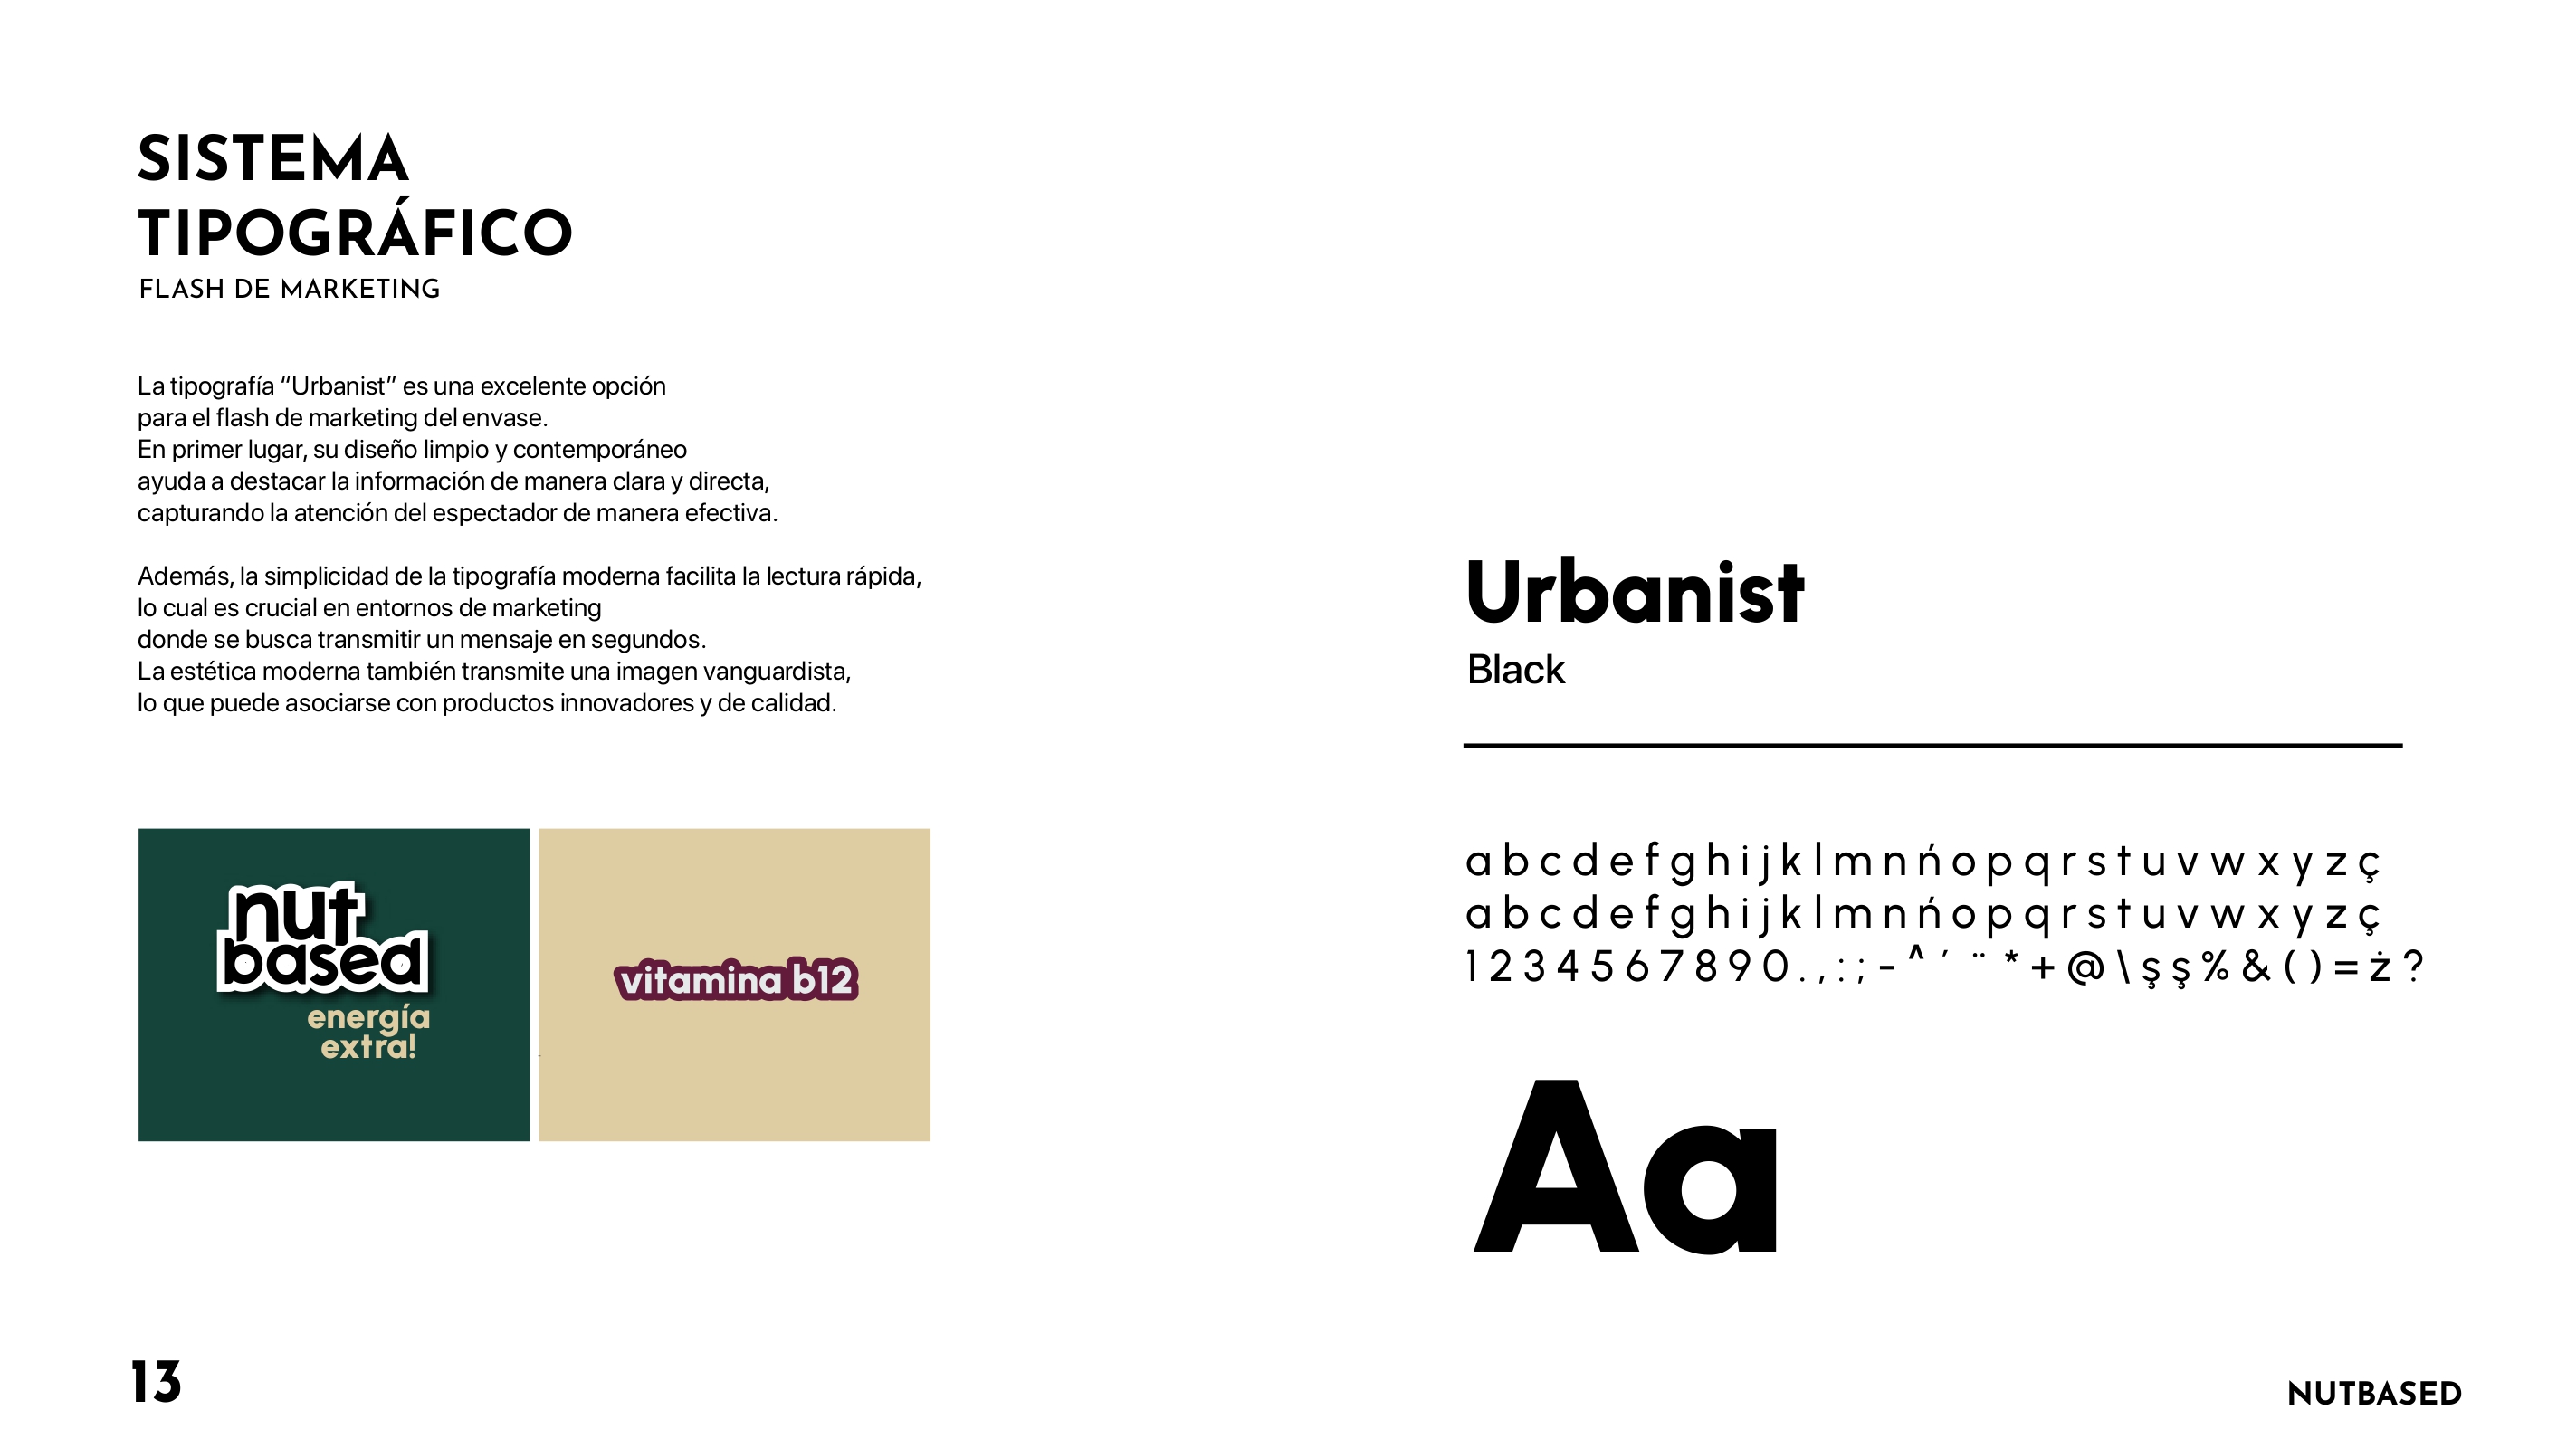 SISTEMA
TIPOGRÁFICO
FLASH DE MARKETING
La tipografía “Urbanist” es una excelente opción
para el flash de marketing del envase.
En primer lugar, su diseño limpio y contemporáneo
ayuda a destacar la información de manera clara y directa,
capturando la atención del espectador de manera efectiva.
Además, la simplicidad de la tipografía moderna facilita la lectura rápida,
lo cual es crucial en entornos de marketing
donde se busca transmitir un mensaje en segundos.
La estética moderna también transmite una imagen vanguardista,
lo que puede asociarse con productos innovadores y de calidad.
nut
based
energía
extra!
vitamina b12
Urbanist
Black
a b c d e f g h i j k l m n ń o p q r s t u v w x y z ç
a b c d e f g h i j k l m n ń o p q r s t u v w x y z ç
1 2 3 4 5 6 7 8 9 0 . , : ; - ^ ´ ¨ * + @ \ ş ş % & ( ) = ż ?
Aa
13
NUTBASED